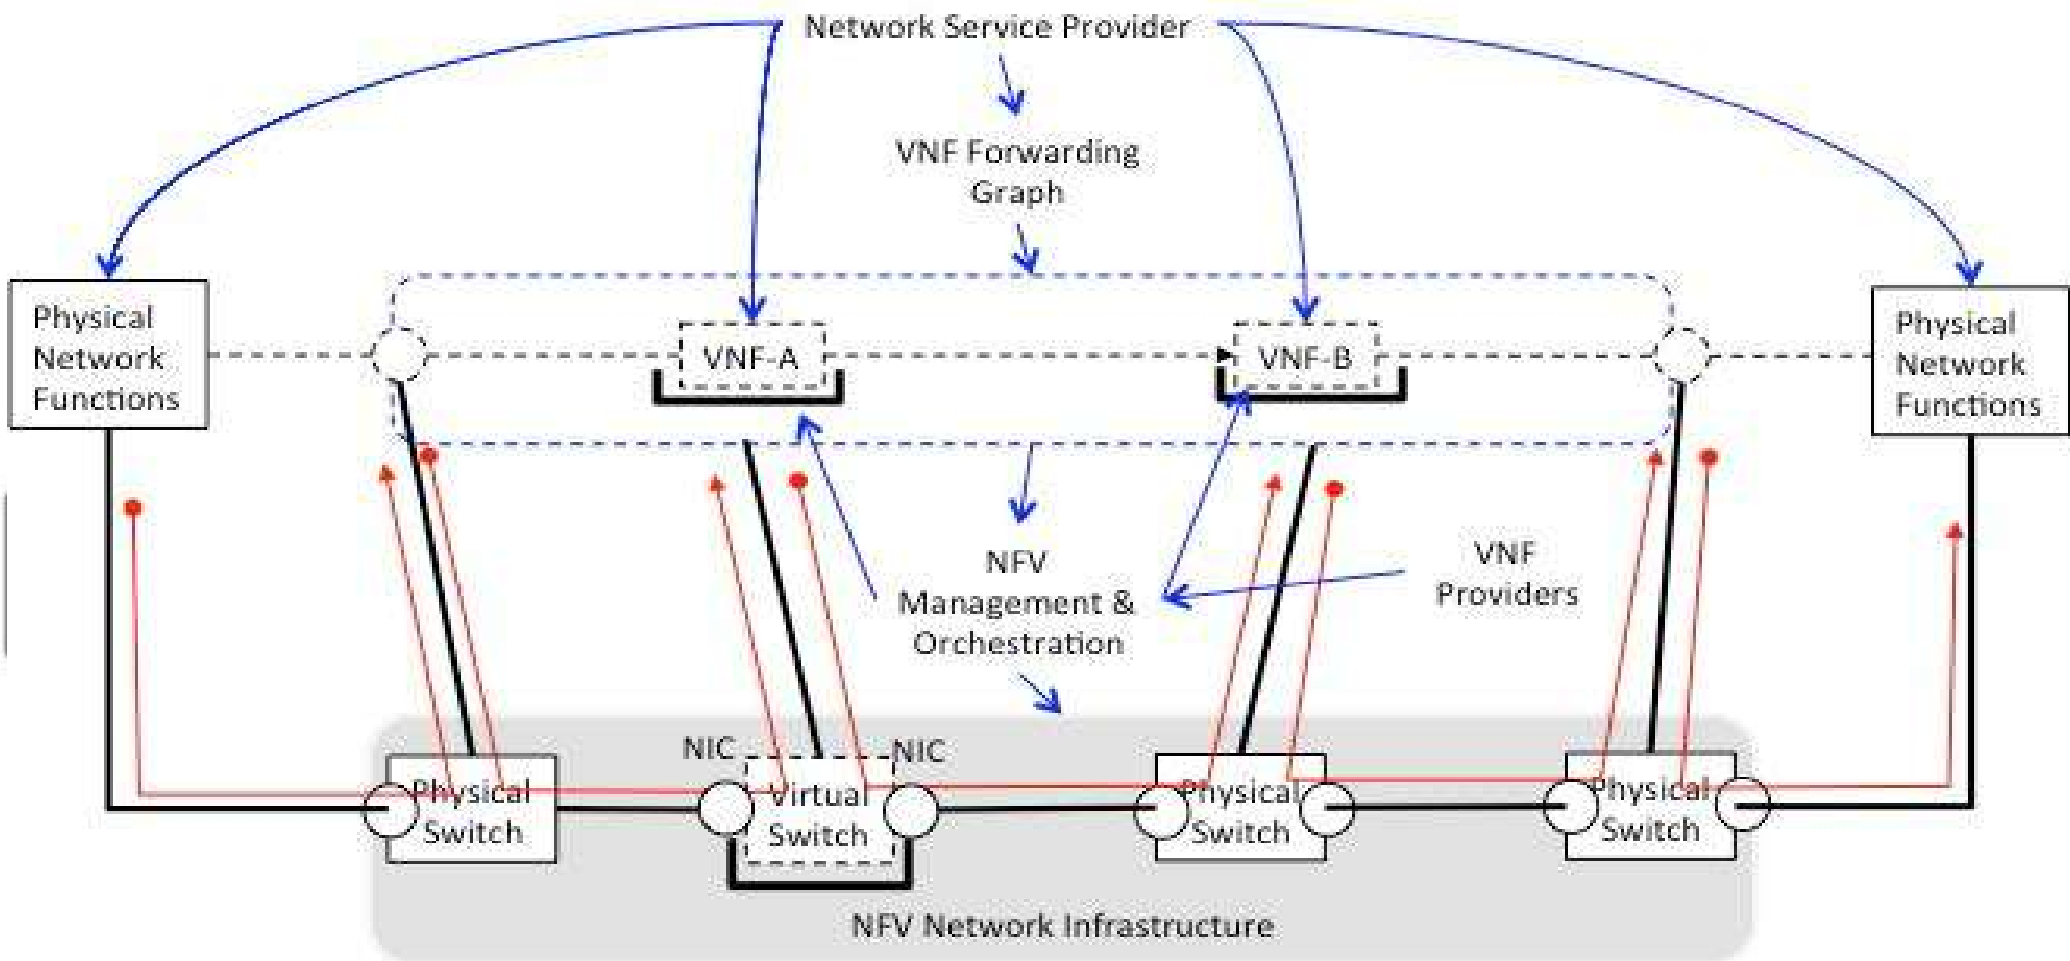 Network Service Provider
VNF Forwarding
Graph
Physical
Network
Functions
VNF-A
VNF-B
Physical
Network
Functions
NFV
Management &
Orchestration
VNF
Providers
NIC
NIC
Physical
Switch
Virtual
Switch
Physical
Switch
Physical
Switch
NFV Network Infrastructure